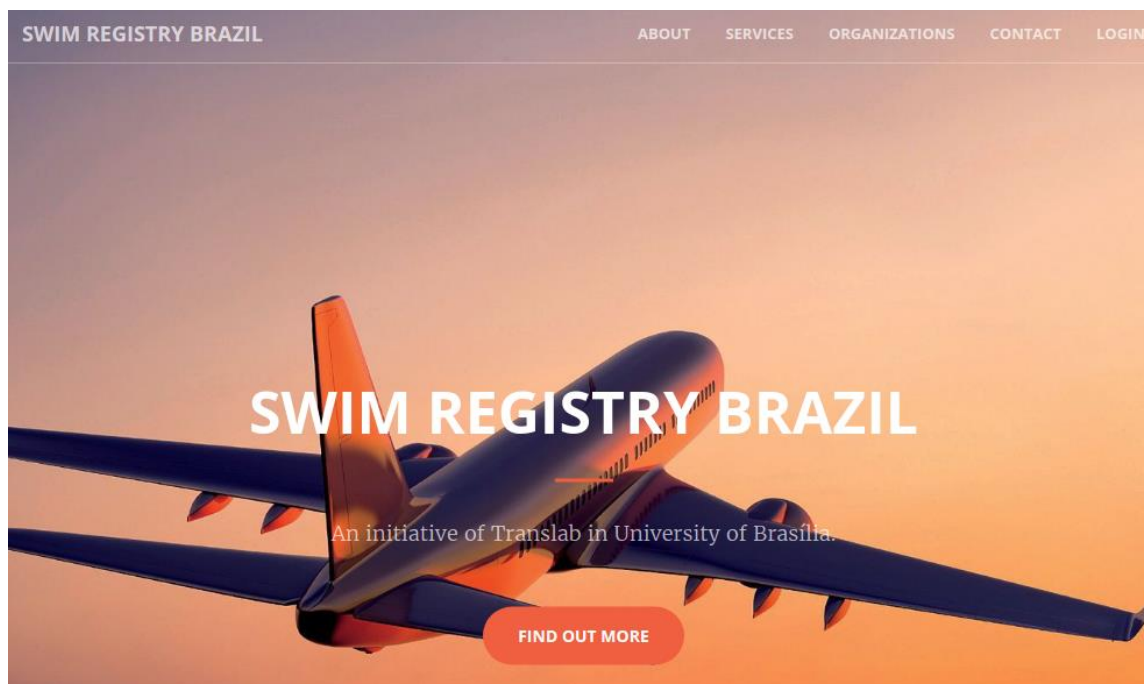 SWIM REGISTRY BRAZIL
ABOUT SERVICES ORGANIZATIONS CONTACT LOGIN
SWIM REGISTRY BRAZIL
An initiative of Translab in University of Brasília.
FIND OUT MORE